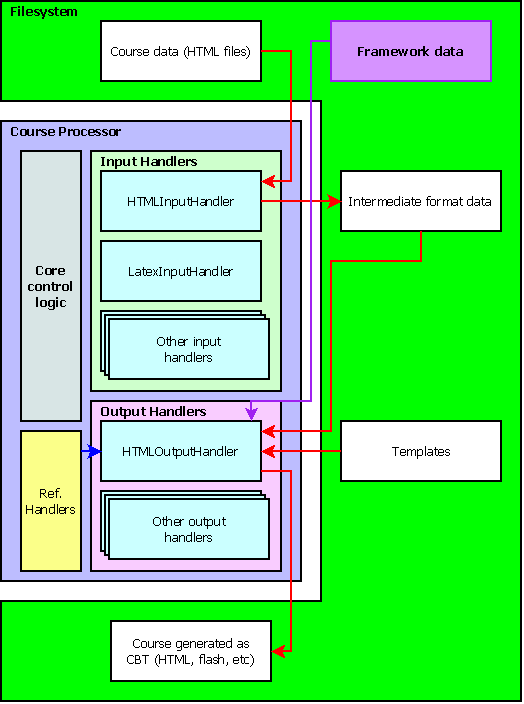 Filesystem
Course data (HTML files)
Framework data
Course Processor
Input Handlers
HTMLInputHandler
Intermediate format data
Core
control
logic
LatexInputHandler
Other input
handlers
Output Handlers
HTMLOutputHandler
Templates
Ref.
Handlers
Other output
handlers
Course generated as
CBT (HTML, flash, etc)